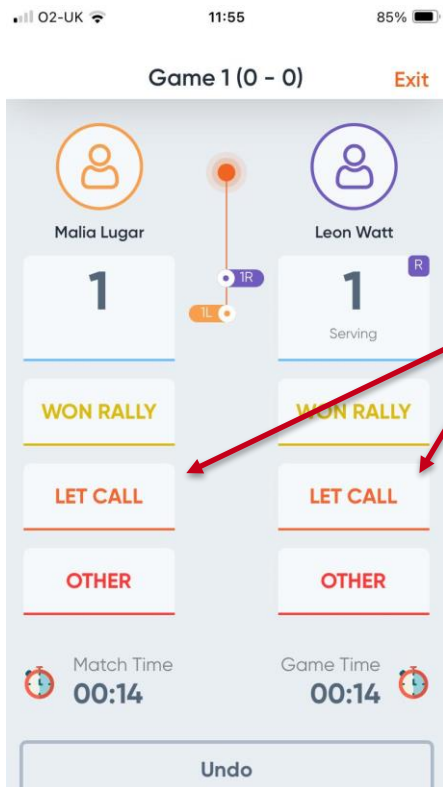 O2-UK 11:55 85%
Game 1 (0 - 0) Exit
Malia Lugar Leon Watt
1R
1L
1 1 R
Serving
WON RALLY WON RALLY
LET CALL LET CALL
OTHER OTHER
Match Time Game Time
00:14 00:14
Undo